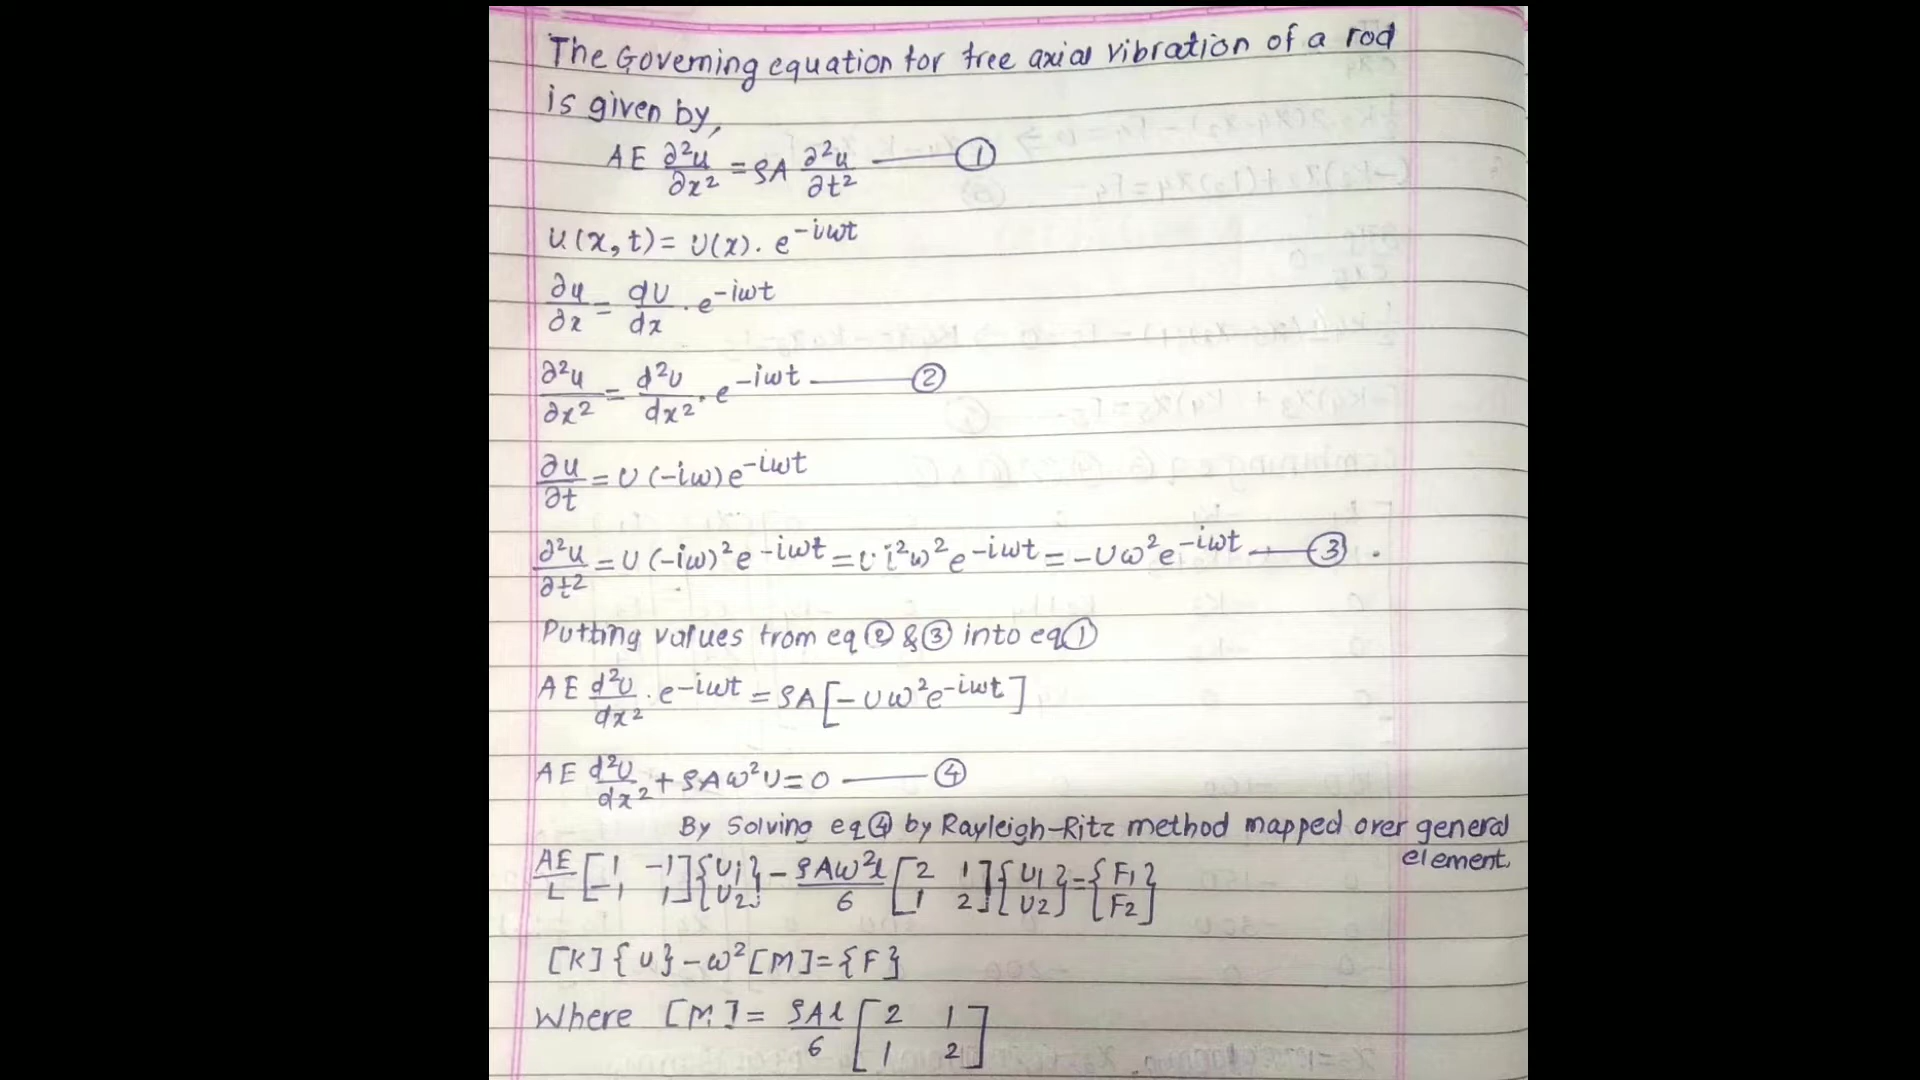 The Governing equation for free axial vibration of a rod
is given by,
AE ∂²u/∂x² = ρA ∂²u/∂t² —— ①
u(x,t) = U(x). e^-iωt
∂u/∂x = dU/dx . e^-iωt
∂²u/∂x² = d²U/dx² . e^-iωt —— ②
∂u/∂t = U(-iω)e^-iωt
∂²u/∂t² = U(-iω)²e^-iωt = U i²ω²e^-iωt = -Uω²e^-iωt —— ③
Putting values from eq ② & ③ into eq ①
AE d²U/dx² . e^-iωt = ρA[-Uω²e^-iωt]
AE d²U/dx² + ρAω²U = 0 —— ④
By Solving eq ④ by Rayleigh-Ritz method mapped over general
element.
AE/L [1 -1; -1 1]{U1; U2} - ρAω²l/6 [2 1; 1 2]{U1; U2} = {F1; F2}
[K]{U} - ω²[M] = {F}
Where [M] = ρAl/6 [2 1; 1 2]